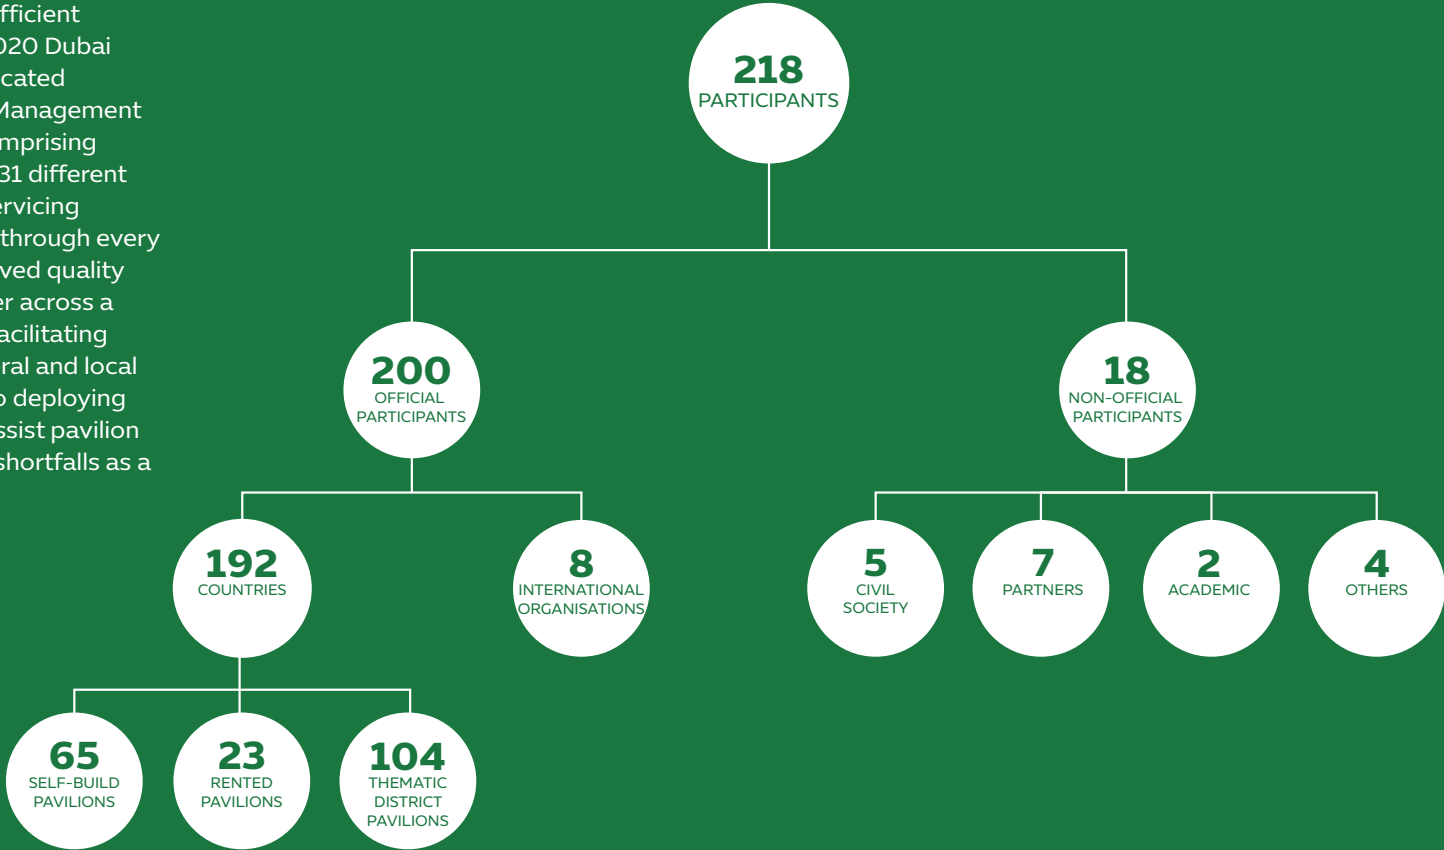 fficient
020 Dubai
cated
Management
mprising
31 different
ervicing
through every
ved quality
er across a
acilitating
ral and local
o deploying
ssist pavilion
shortfalls as a
218
PARTICIPANTS
200
OFFICIAL
PARTICIPANTS
18
NON-OFFICIAL
PARTICIPANTS
192
COUNTRIES
8
INTERNATIONAL
ORGANISATIONS
5
CIVIL
SOCIETY
7
PARTNERS
2
ACADEMIC
4
OTHERS
65
SELF-BUILD
PAVILIONS
23
RENTED
PAVILIONS
104
THEMATIC
DISTRICT
PAVILIONS